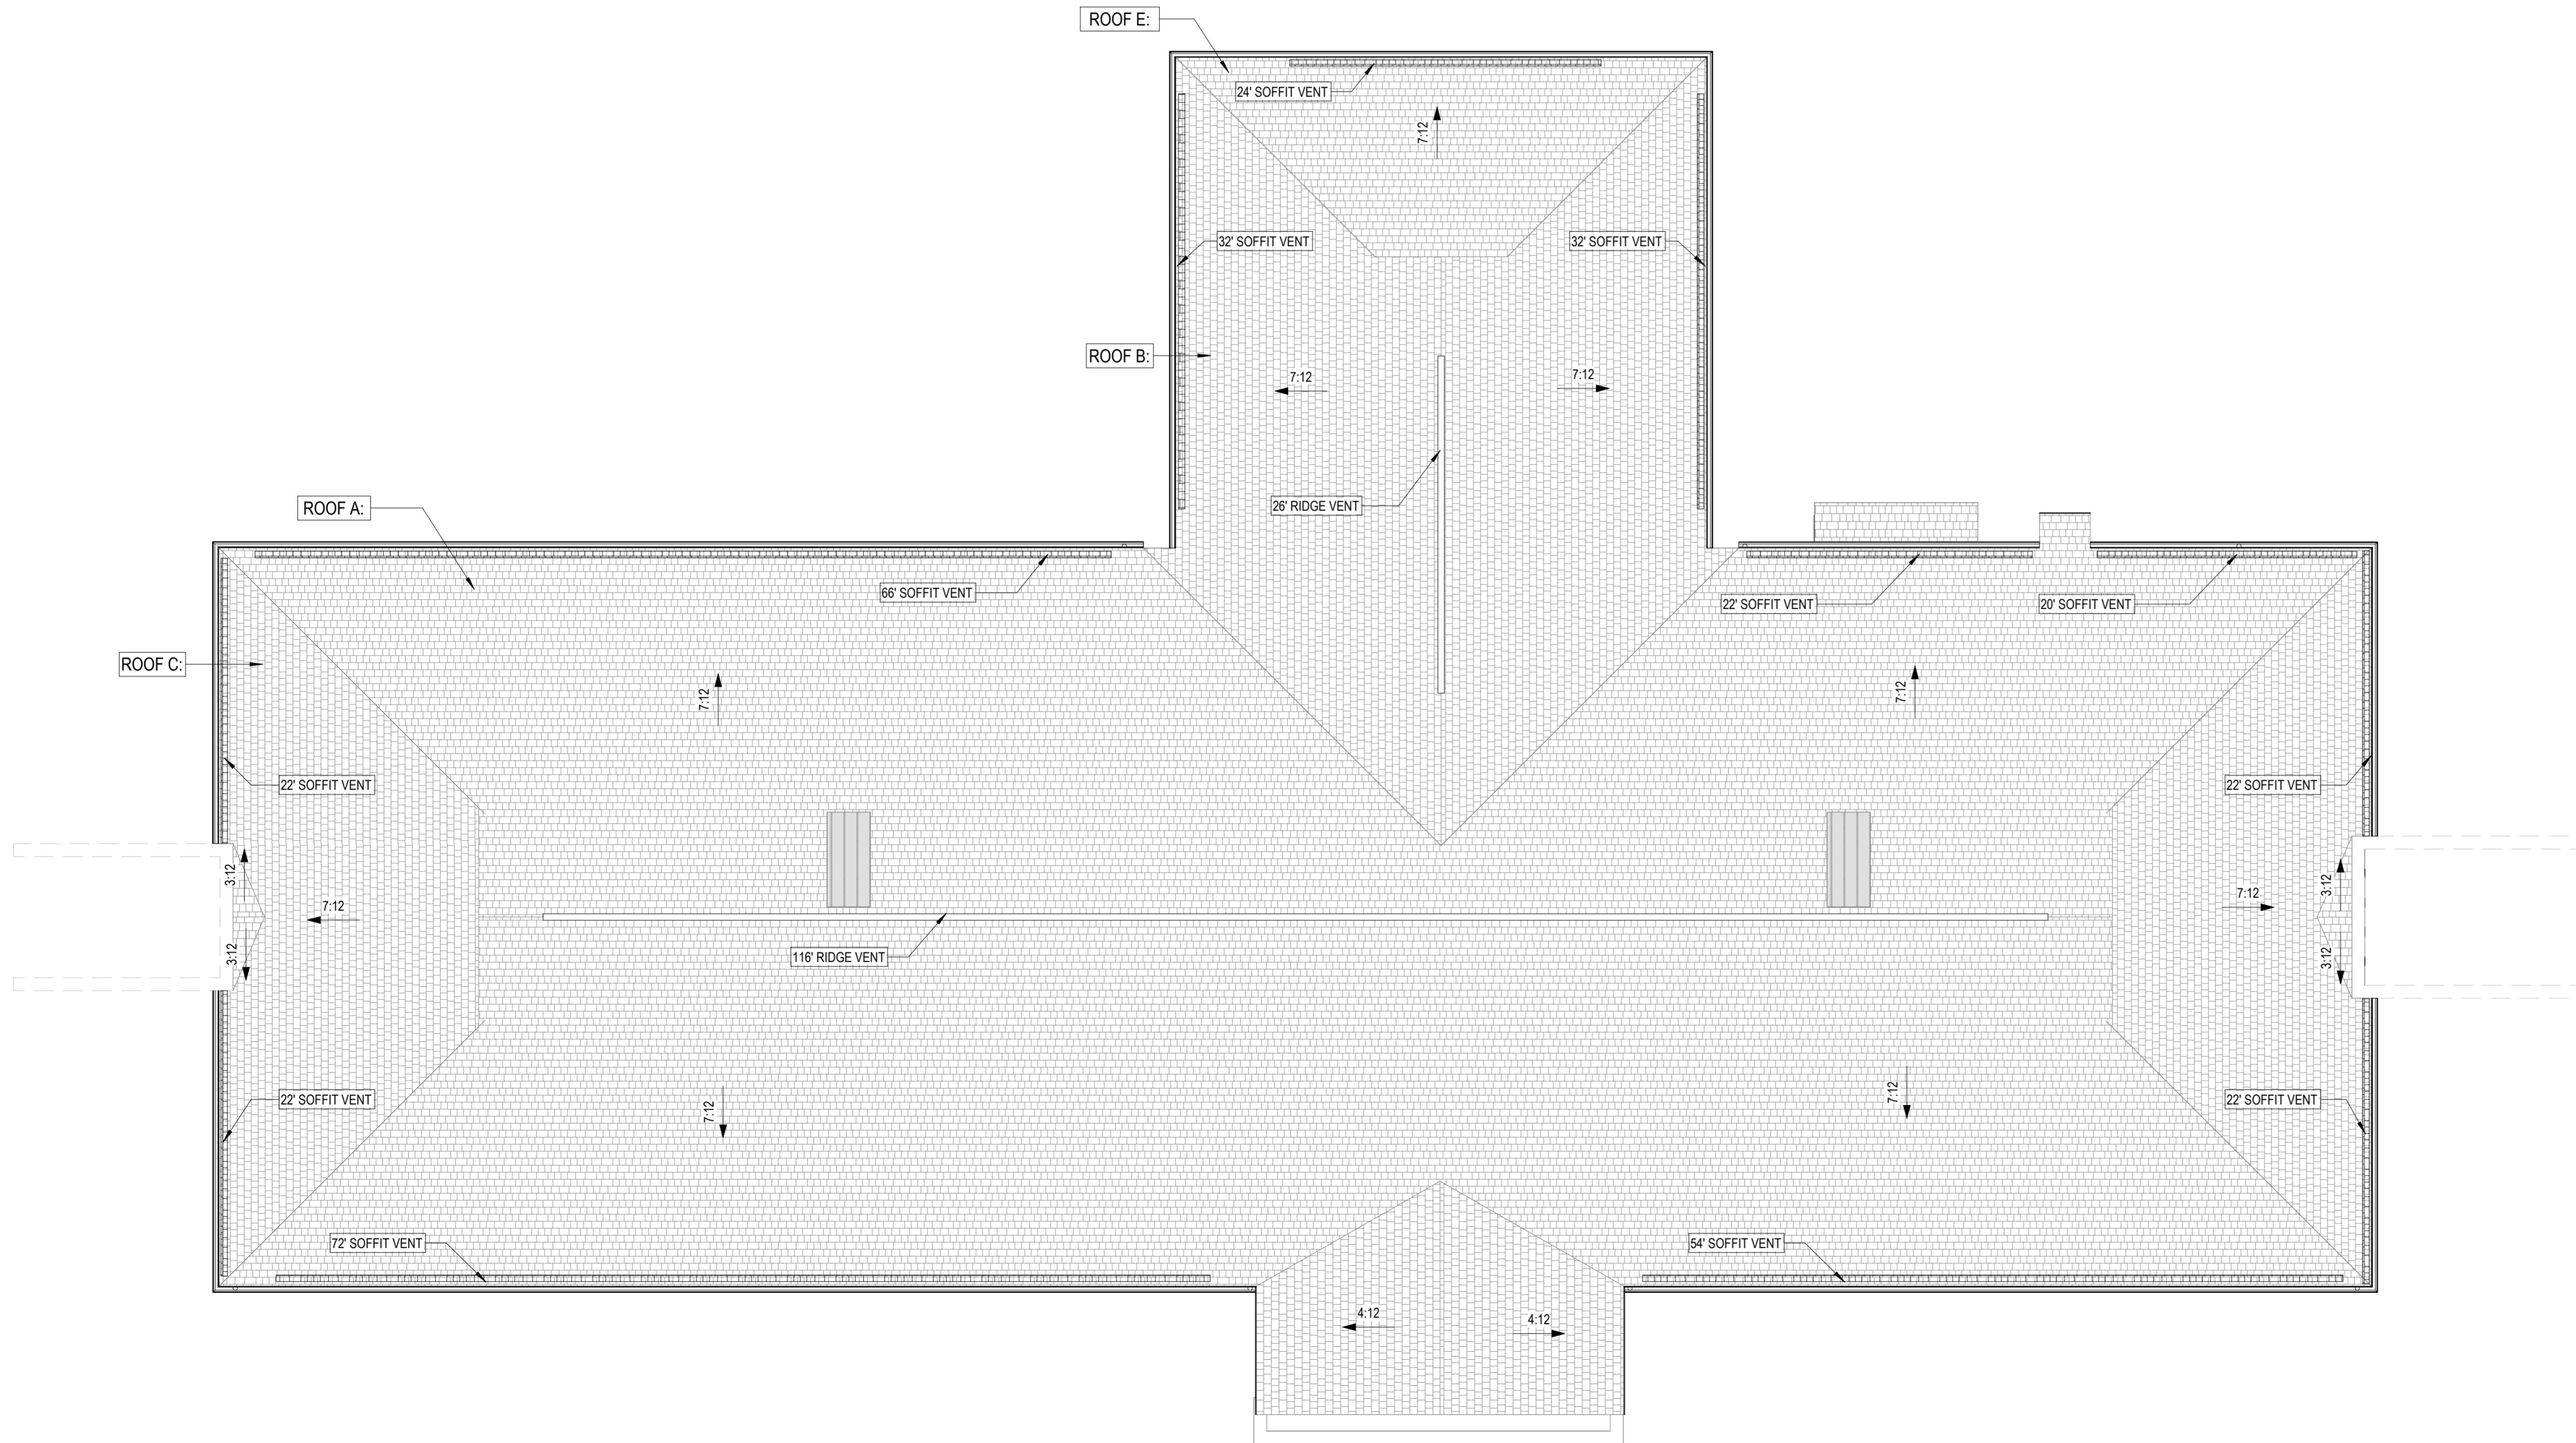 ROOF E:
24' SOFFIT VENT
7:12
32' SOFFIT VENT
32' SOFFIT VENT
ROOF B:
7:12
7:12
26' RIDGE VENT
ROOF A:
66' SOFFIT VENT
22' SOFFIT VENT
20' SOFFIT VENT
ROOF C:
7:12
7:12
22' SOFFIT VENT
22' SOFFIT VENT
3:12
7:12
3:12
7:12
3:12
3:12
116' RIDGE VENT
22' SOFFIT VENT
7:12
7:12
22' SOFFIT VENT
72' SOFFIT VENT
54' SOFFIT VENT
4:12
4:12